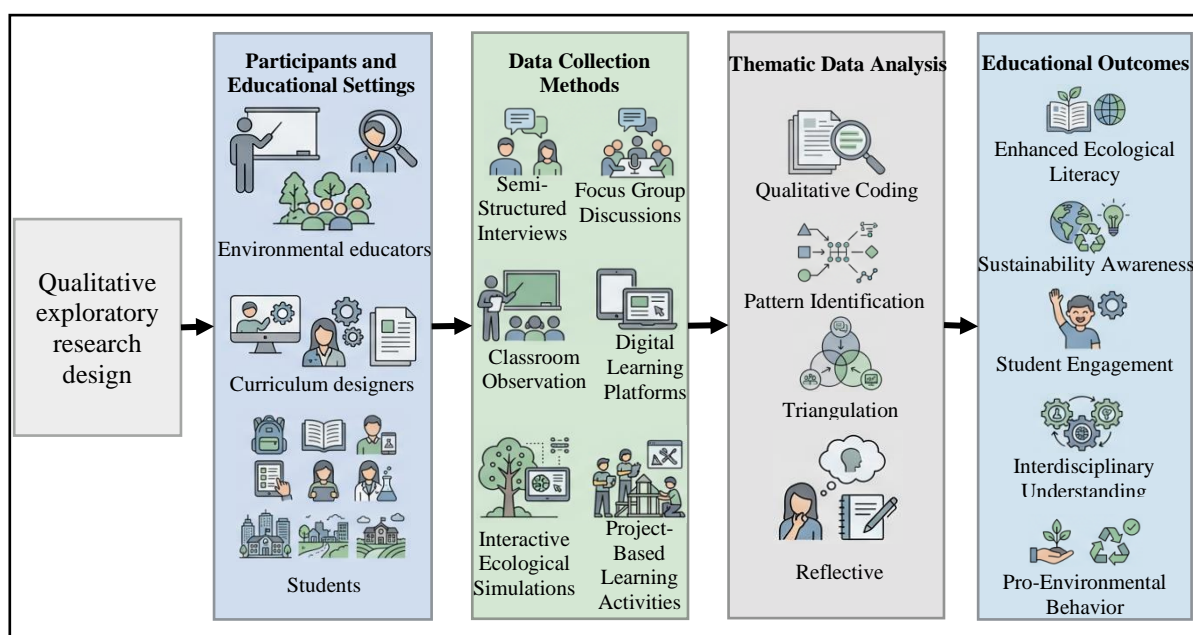 Qualitative
exploratory
research
design
Participants and
Educational Settings
Environmental educators
Curriculum designers
Students
Data Collection
Methods
Semi-
Structured
Interviews
Focus Group
Discussions
Classroom
Observation
Digital
Learning
Platforms
Interactive
Ecological
Simulations
Project-
Based
Learning
Activities
Thematic Data Analysis
Qualitative Coding
Pattern Identification
Triangulation
Reflective
Educational Outcomes
Enhanced Ecological
Literacy
Sustainability Awareness
Student Engagement
Interdisciplinary
Understanding
Pro-Environmental
Behavior